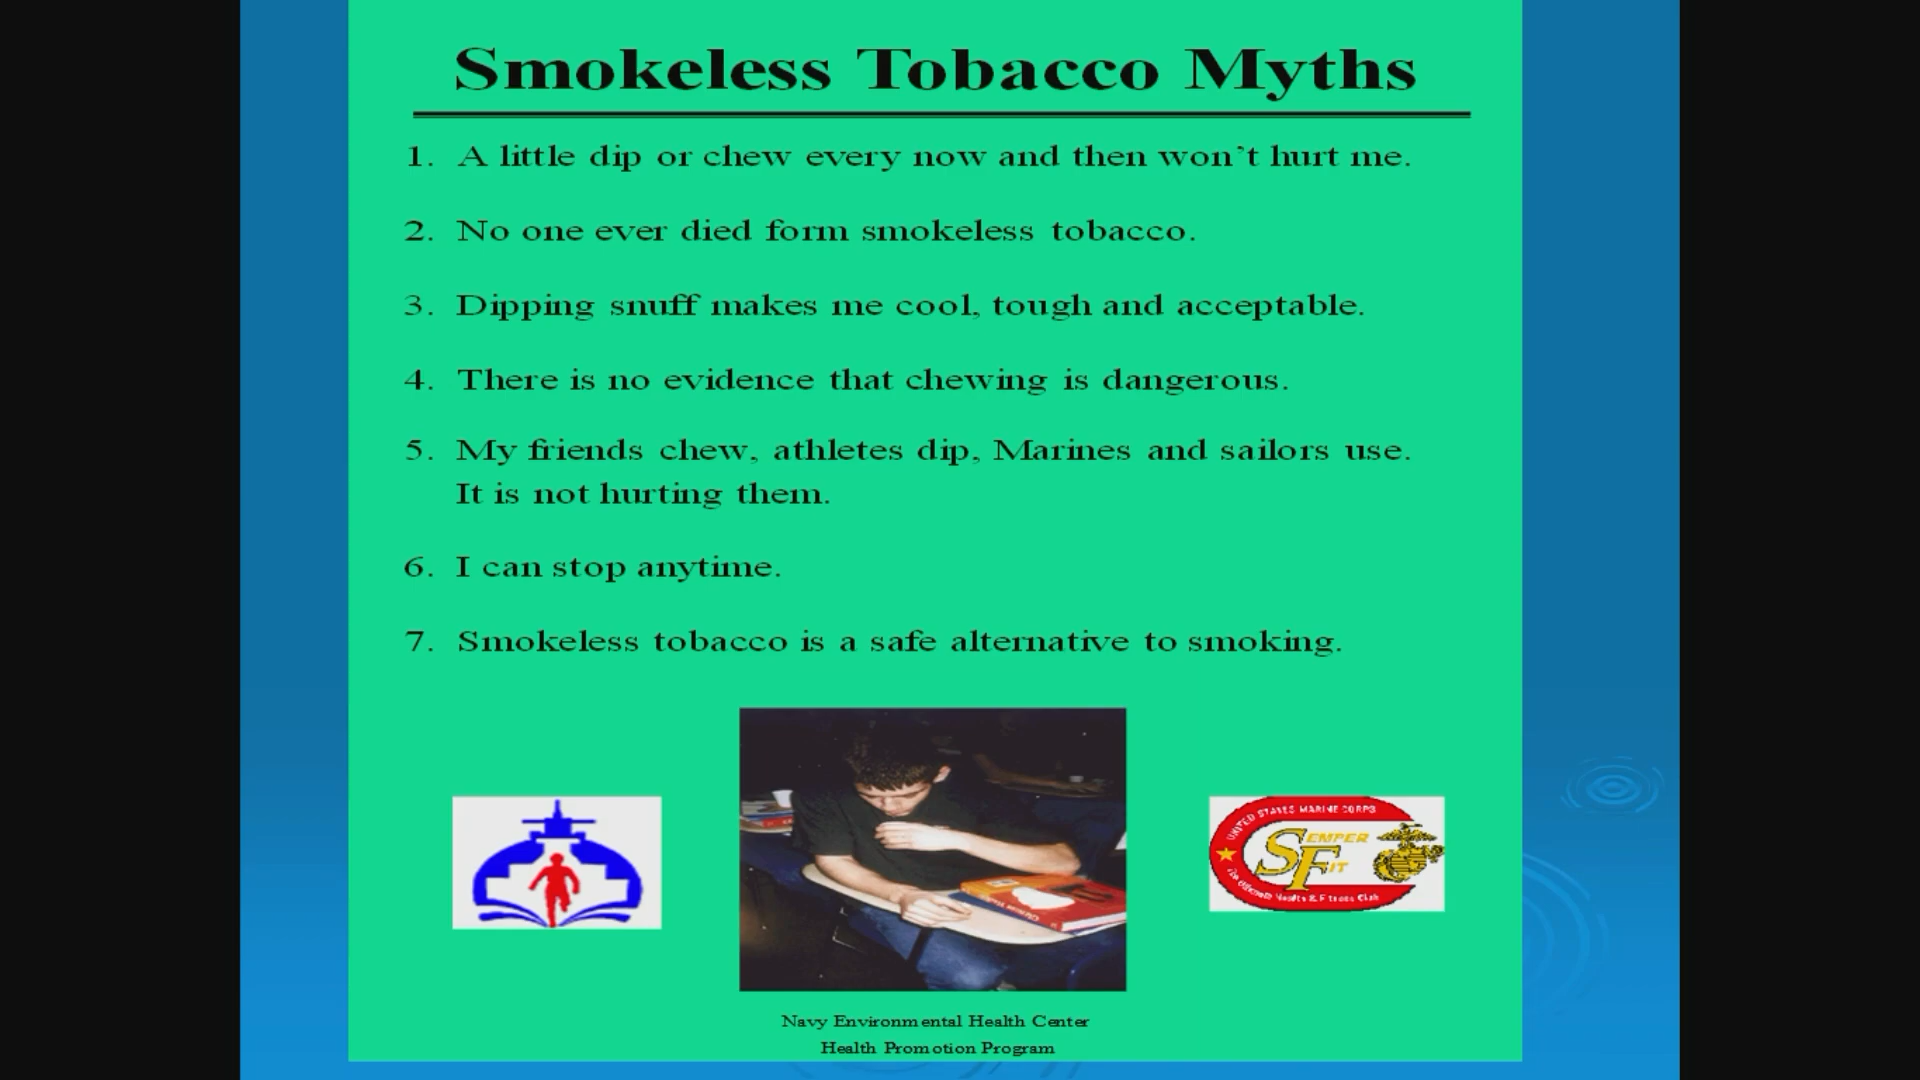 Smokeless Tobacco Myths
1. A little dip or chew every now and then won’t hurt me.
2. No one ever died form smokeless tobacco.
3. Dipping snuff makes me cool, tough and acceptable.
4. There is no evidence that chewing is dangerous.
5. My friends chew, athletes dip, Marines and sailors use.
It is not hurting them.
6. I can stop anytime.
7. Smokeless tobacco is a safe alternative to smoking.
UNITED STATES MARINE CORPS
SEMPER
FIT
Health & Fitness Club
Navy Environmental Health Center
Health Promotion Program